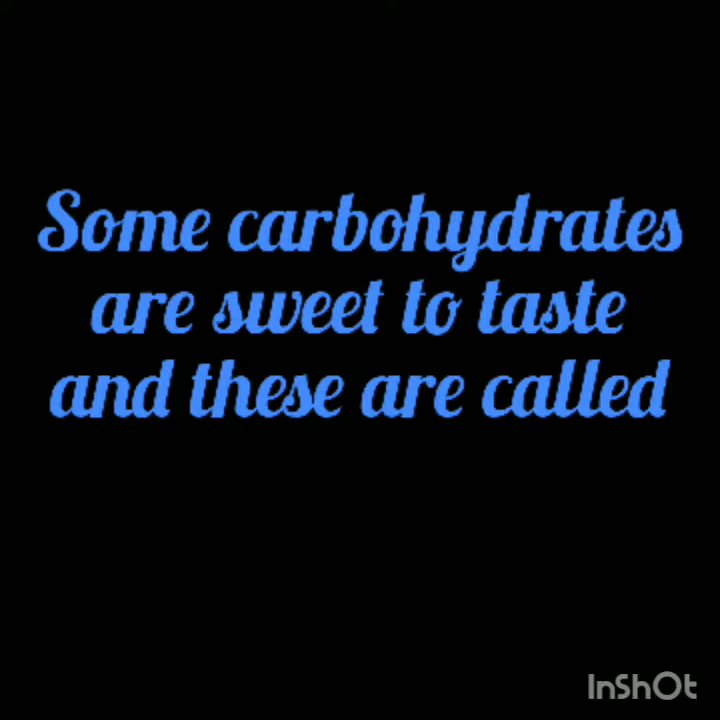 Some carbohydrates
are sweet to taste
and these are called
InShOt